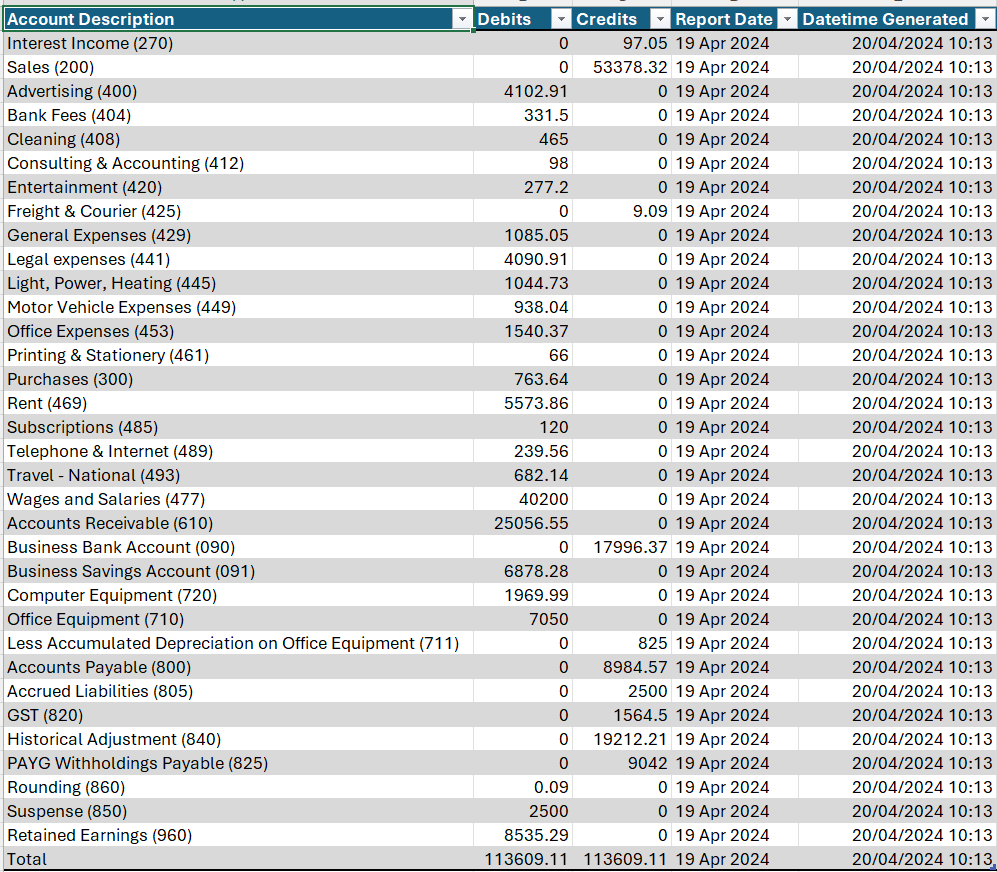 Account Description Debits Credits Report Date Datetime Generated
Interest Income (270) 0 97.05 19 Apr 2024 20/04/2024 10:13
Sales (200) 0 53378.32 19 Apr 2024 20/04/2024 10:13
Advertising (400) 4102.91 0 19 Apr 2024 20/04/2024 10:13
Bank Fees (404) 331.5 0 19 Apr 2024 20/04/2024 10:13
Cleaning (408) 465 0 19 Apr 2024 20/04/2024 10:13
Consulting & Accounting (412) 98 0 19 Apr 2024 20/04/2024 10:13
Entertainment (420) 277.2 0 19 Apr 2024 20/04/2024 10:13
Freight & Courier (425) 0 9.09 19 Apr 2024 20/04/2024 10:13
General Expenses (429) 1085.05 0 19 Apr 2024 20/04/2024 10:13
Legal expenses (441) 4090.91 0 19 Apr 2024 20/04/2024 10:13
Light, Power, Heating (445) 1044.73 0 19 Apr 2024 20/04/2024 10:13
Motor Vehicle Expenses (449) 938.04 0 19 Apr 2024 20/04/2024 10:13
Office Expenses (453) 1540.37 0 19 Apr 2024 20/04/2024 10:13
Printing & Stationery (461) 66 0 19 Apr 2024 20/04/2024 10:13
Purchases (300) 763.64 0 19 Apr 2024 20/04/2024 10:13
Rent (469) 5573.86 0 19 Apr 2024 20/04/2024 10:13
Subscriptions (485) 120 0 19 Apr 2024 20/04/2024 10:13
Telephone & Internet (489) 239.56 0 19 Apr 2024 20/04/2024 10:13
Travel - National (493) 682.14 0 19 Apr 2024 20/04/2024 10:13
Wages and Salaries (477) 40200 0 19 Apr 2024 20/04/2024 10:13
Accounts Receivable (610) 25056.55 0 19 Apr 2024 20/04/2024 10:13
Business Bank Account (090) 0 17996.37 19 Apr 2024 20/04/2024 10:13
Business Savings Account (091) 6878.28 0 19 Apr 2024 20/04/2024 10:13
Computer Equipment (720) 1969.99 0 19 Apr 2024 20/04/2024 10:13
Office Equipment (710) 7050 0 19 Apr 2024 20/04/2024 10:13
Less Accumulated Depreciation on Office Equipment (711) 0 825 19 Apr 2024 20/04/2024 10:13
Accounts Payable (800) 0 8984.57 19 Apr 2024 20/04/2024 10:13
Accrued Liabilities (805) 0 2500 19 Apr 2024 20/04/2024 10:13
GST (820) 0 1564.5 19 Apr 2024 20/04/2024 10:13
Historical Adjustment (840) 0 19212.21 19 Apr 2024 20/04/2024 10:13
PAYG Withholdings Payable (825) 0 9042 19 Apr 2024 20/04/2024 10:13
Rounding (860) 0.09 0 19 Apr 2024 20/04/2024 10:13
Suspense (850) 2500 0 19 Apr 2024 20/04/2024 10:13
Retained Earnings (960) 8535.29 0 19 Apr 2024 20/04/2024 10:13
Total 113609.11 113609.11 19 Apr 2024 20/04/2024 10:13